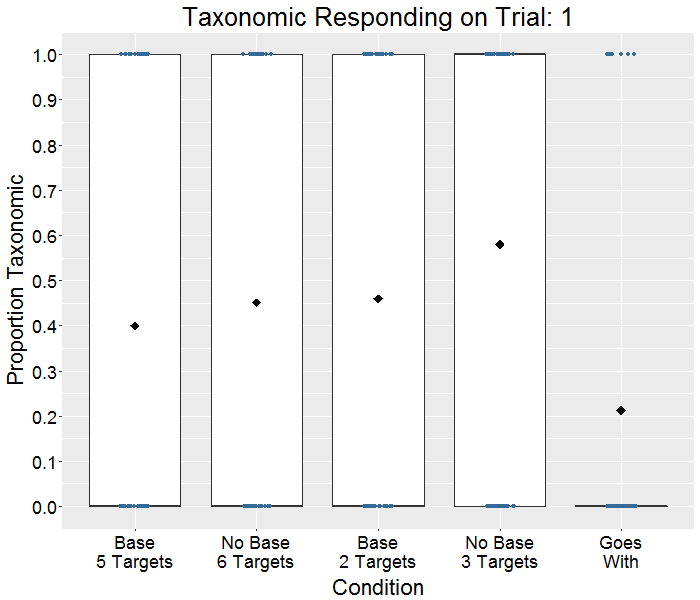 Taxonomic Responding on Trial: 1
Proportion Taxonomic
1.0
0.9
0.8
0.7
0.6
0.5
0.4
0.3
0.2
0.1
0.0
Base
5 Targets
No Base
6 Targets
Base
2 Targets
No Base
3 Targets
Goes
With
Condition